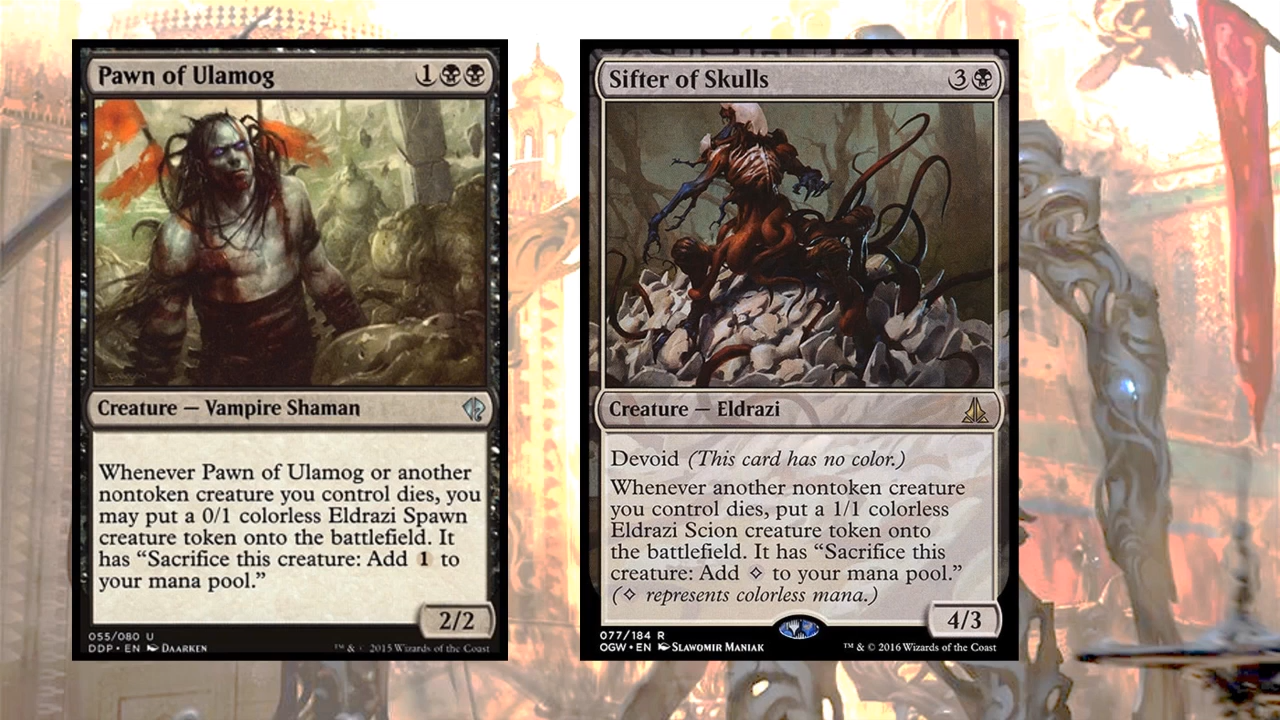 Pawn of Ulamog 1
Creature — Vampire Shaman
Whenever Pawn of Ulamog or another
nontoken creature you control dies, you
may put a 0/1 colorless Eldrazi Spawn
creature token onto the battlefield. It
has “Sacrifice this creature: Add 1 to
your mana pool.”
2/2
055/080 U
DDP • EN DAARKEN
™ & 2015 Wizards of the Coast
Sifter of Skulls 3
Creature — Eldrazi
Devoid (This card has no color.)
Whenever another nontoken creature
you control dies, put a 1/1 colorless
Eldrazi Scion creature token onto
the battlefield. It has “Sacrifice this
creature: Add ◇ to your mana pool.”
(◇ represents colorless mana.)
4/3
077/184 R
OGW • EN SLAWOMIR MANIAK
™ & © 2016 Wizards of the Coast